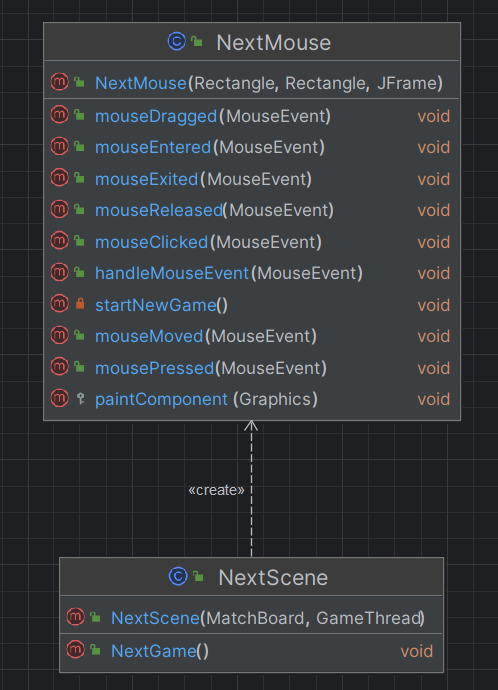 NextMouse
NextMouse(Rectangle, Rectangle, JFrame)
mouseDragged(MouseEvent) void
mouseEntered(MouseEvent) void
mouseExited(MouseEvent) void
mouseReleased(MouseEvent) void
mouseClicked(MouseEvent) void
handleMouseEvent(MouseEvent) void
startNewGame() void
mouseMoved(MouseEvent) void
mousePressed(MouseEvent) void
paintComponent (Graphics) void
«create»
NextScene
NextScene(MatchBoard, GameThread)
NextGame() void